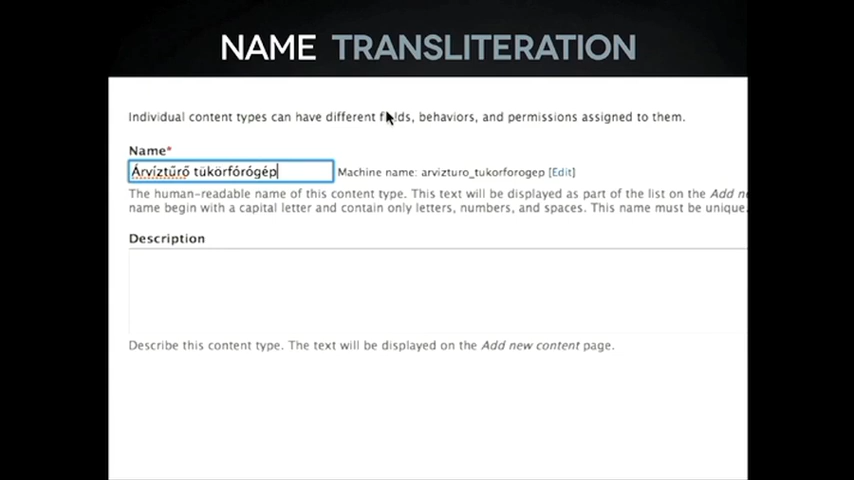 NAME TRANSLITERATION
Individual content types can have different fields, behaviors, and permissions assigned to them.
Name*
Árvíztűrő tükörfórógép Machine name: arvizturo_tukorforogep [Edit]
The human-readable name of this content type. This text will be displayed as part of the list on the Add
name begin with a capital letter and contain only letters, numbers, and spaces. This name must be unique.
Description
Describe this content type. The text will be displayed on the Add new content page.